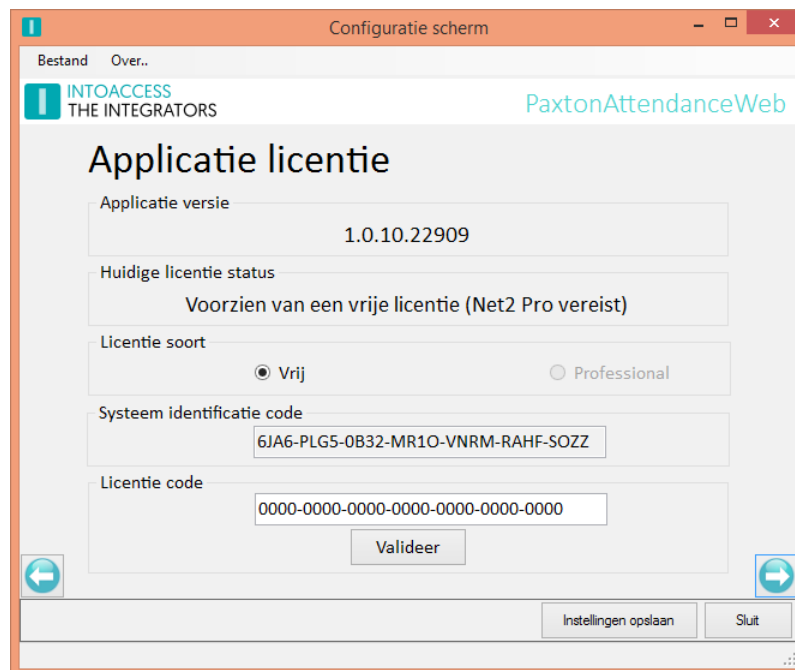 Configuratie scherm
Bestand Over..
INTOACCESS
THE INTEGRATORS
PaxtonAttendanceWeb
Applicatie licentie
Applicatie versie
1.0.10.22909
Huidige licentie status
Voorzien van een vrije licentie (Net2 Pro vereist)
Licentie soort
Vrij Professional
Systeem identificatie code
6JA6-PLG5-0B32-MR1O-VNRM-RAHF-SOZZ
Licentie code
0000-0000-0000-0000-0000-0000-0000
Valideer
Instellingen opslaan Sluit